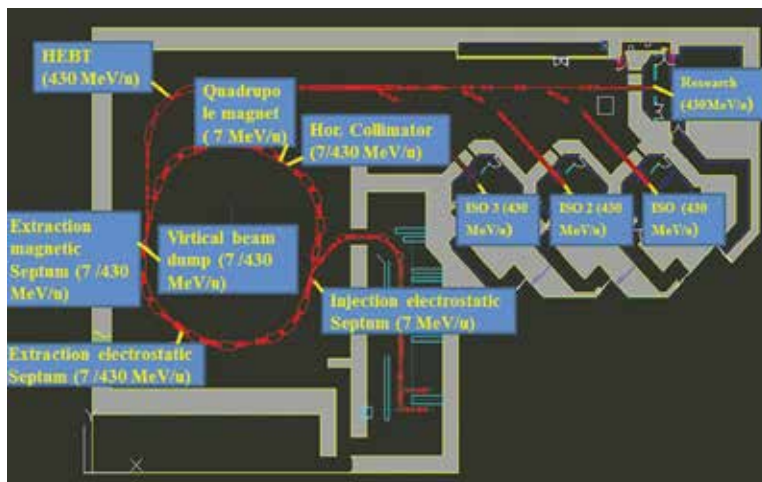 HEBT
(430 MeV/u)
Quadrupo
le magnet
( 7 MeV/u)
Hor. Collimator
(7/430 MeV/u)
Research
(430MeV/u)
ISO 3 (430
MeV/u)
ISO 2 (430
MeV/u)
ISO (430
MeV/u)
Extraction
magnetic
Septum (7 /430
MeV/u)
Virtical beam
dump (7 /430
MeV/u)
Injection electrostatic
Septum (7 MeV/u)
Extraction electrostatic
Septum (7 /430 MeV/u)
Y
X